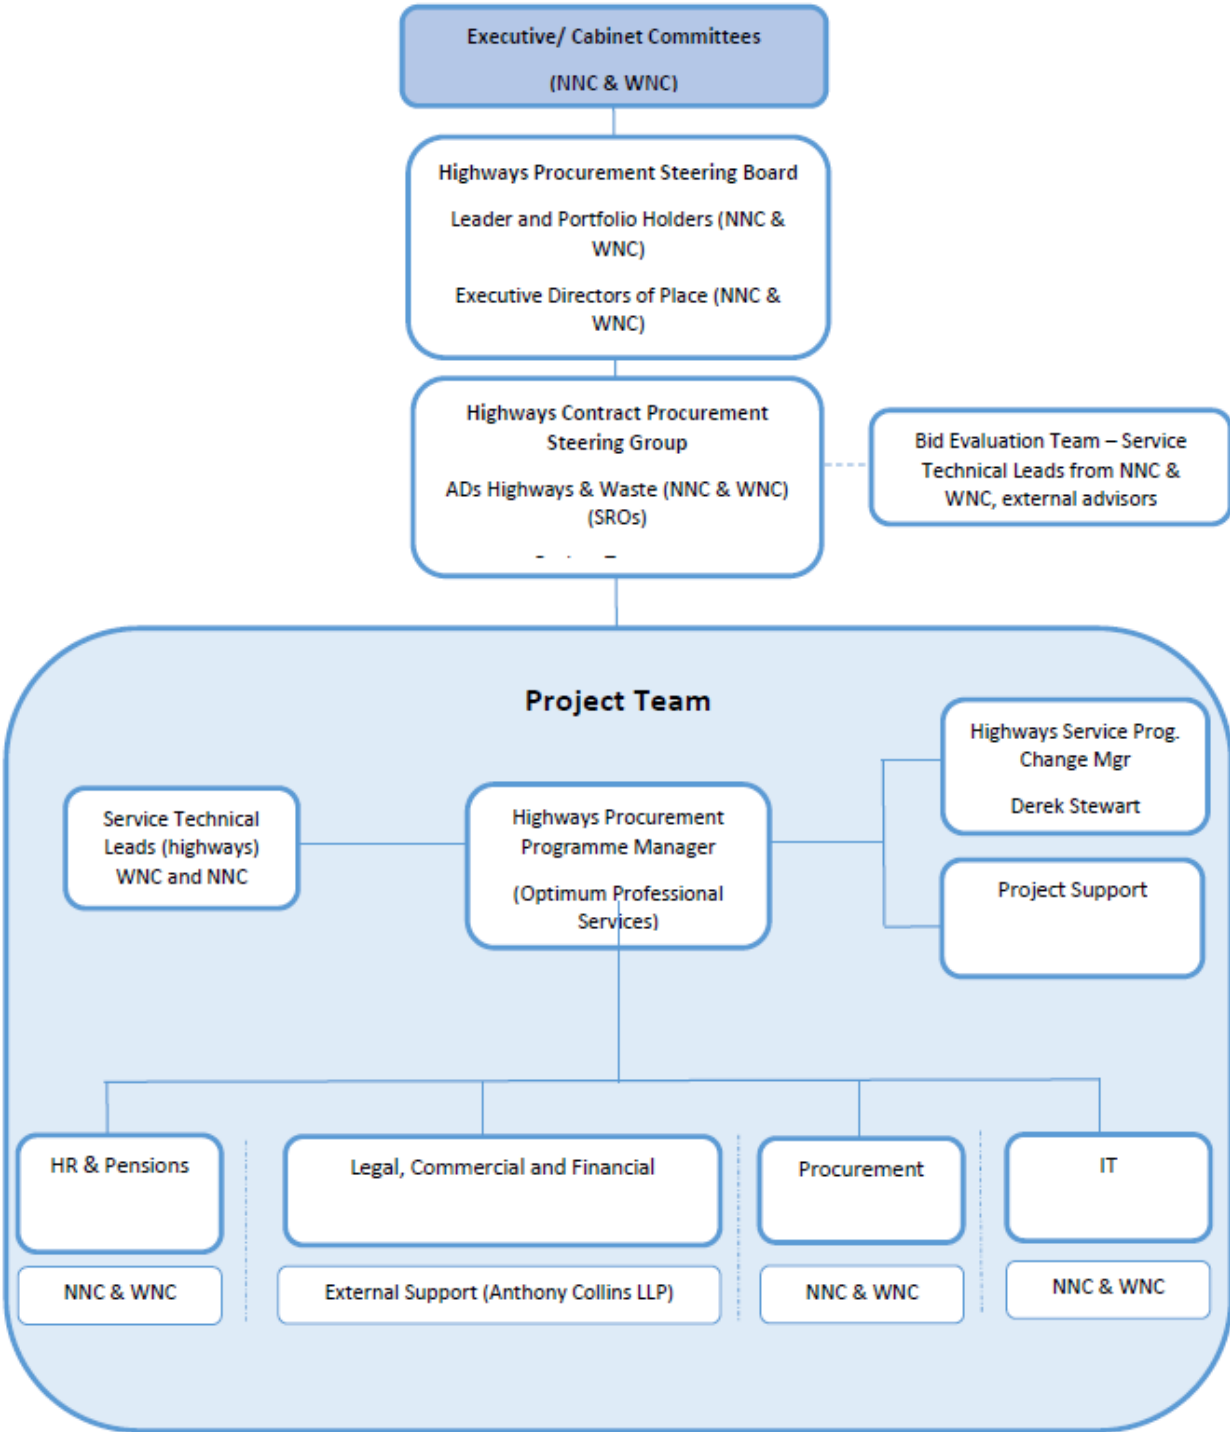 Executive/ Cabinet Committees
(NNC & WNC)
Highways Procurement Steering Board
Leader and Portfolio Holders (NNC &
WNC)
Executive Directors of Place (NNC &
WNC)
Highways Contract Procurement
Steering Group
ADs Highways & Waste (NNC & WNC)
(SROs)
Bid Evaluation Team – Service
Technical Leads from NNC &
WNC, external advisors
Project Team
Highways Service Prog.
Change Mgr
Derek Stewart
Service Technical
Leads (highways)
WNC and NNC
Highways Procurement
Programme Manager
(Optimum Professional
Services)
Project Support
HR & Pensions
Legal, Commercial and Financial
Procurement
IT
NNC & WNC
External Support (Anthony Collins LLP)
NNC & WNC
NNC & WNC